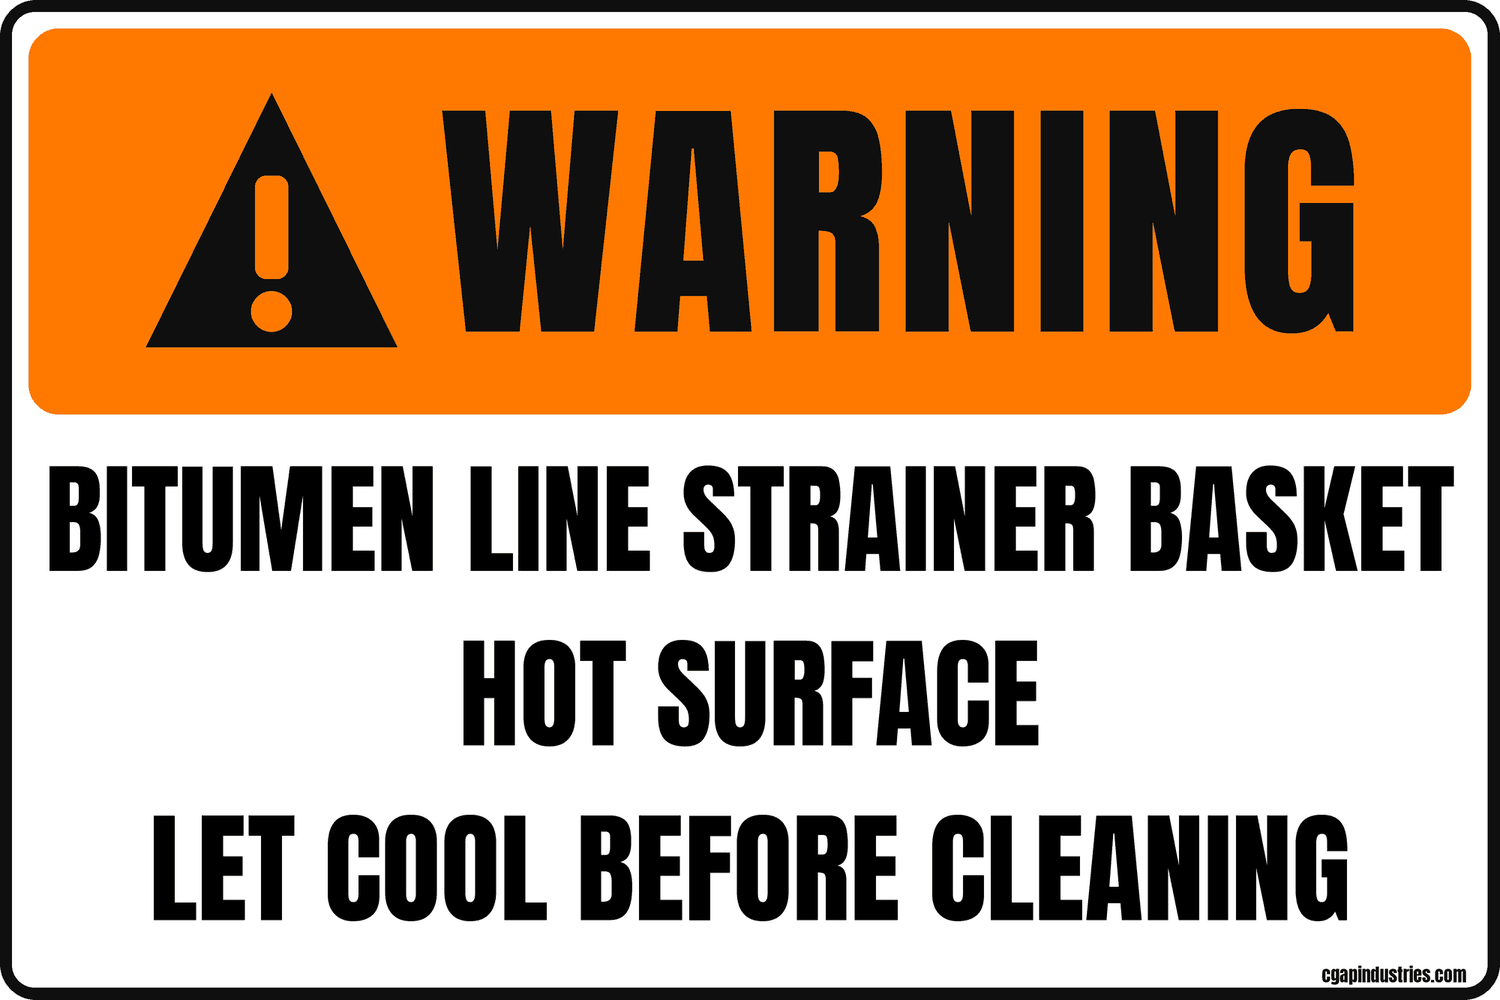 WARNING
BITUMEN LINE STRAINER BASKET
HOT SURFACE
LET COOL BEFORE CLEANING
cgapindustries.com